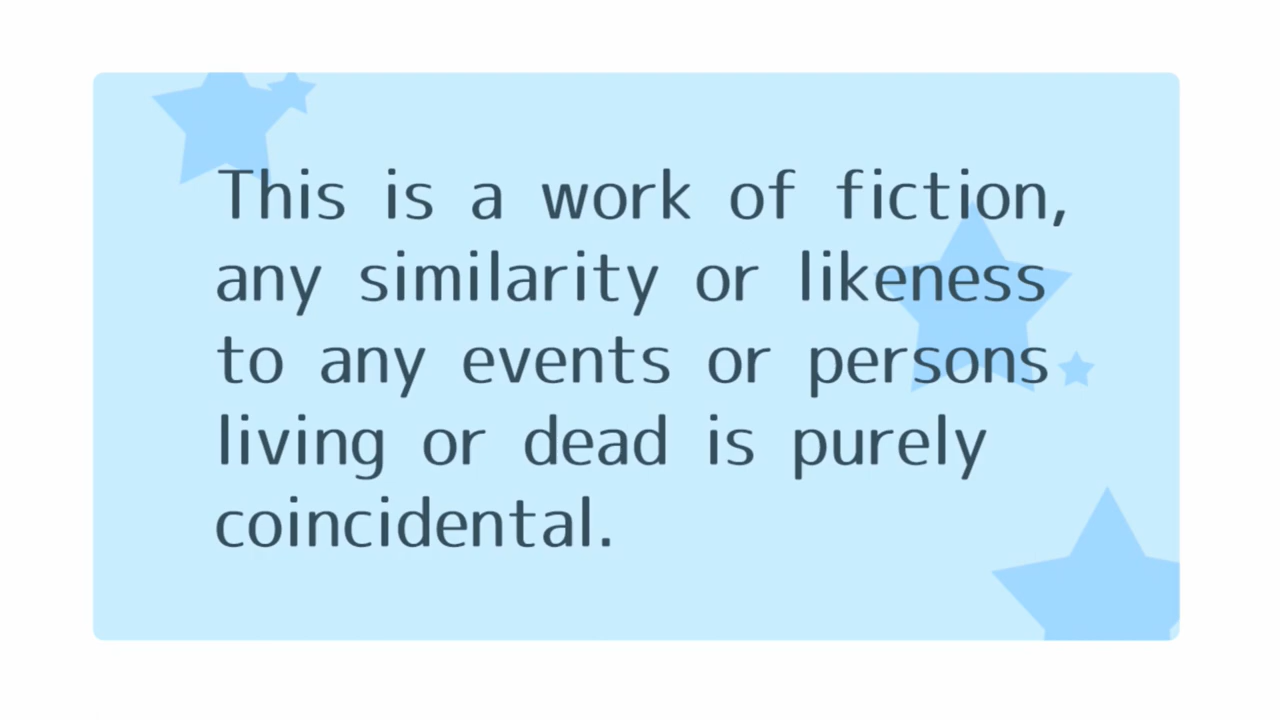 This is a work of fiction,
any similarity or likeness
to any events or persons
living or dead is purely
coincidental.